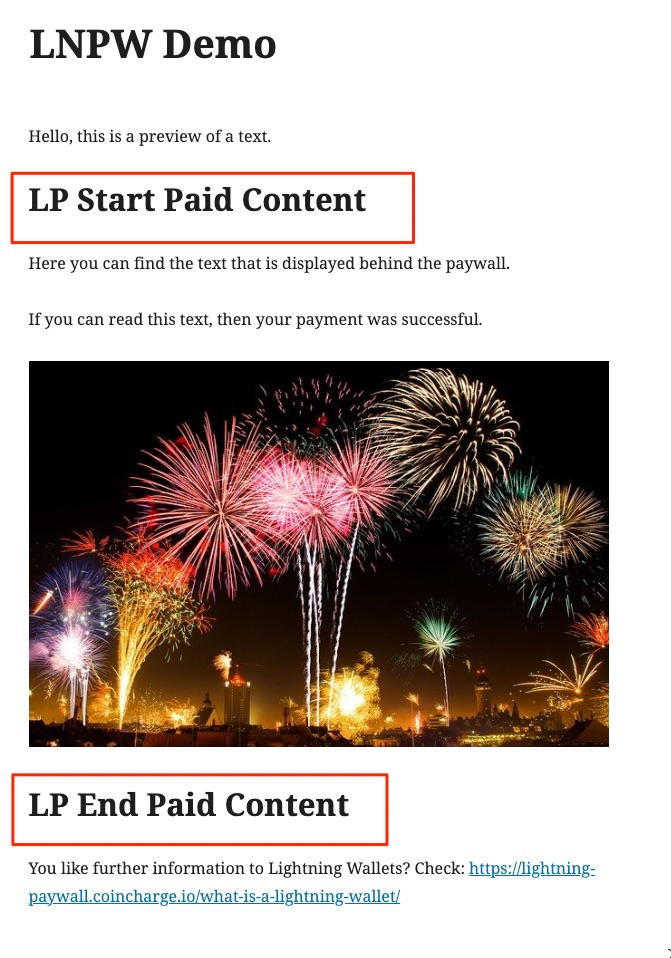 LNPW Demo
Hello, this is a preview of a text.
LP Start Paid Content
Here you can find the text that is displayed behind the paywall.
If you can read this text, then your payment was successful.
LP End Paid Content
You like further information to Lightning Wallets? Check: https://lightning-
paywall.coincharge.io/what-is-a-lightning-wallet/